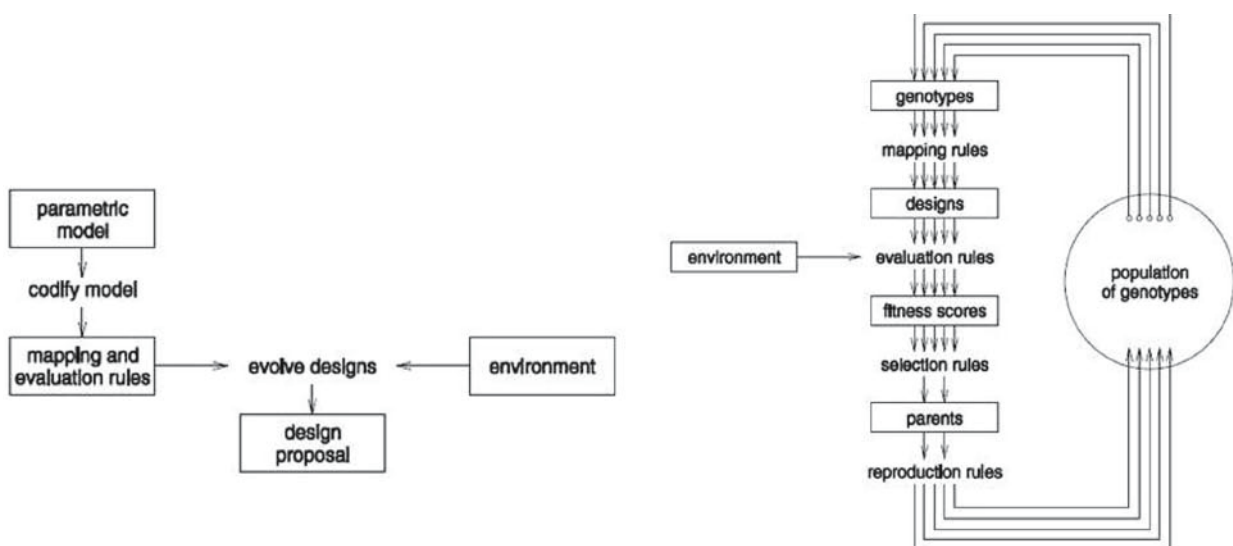 parametric
model
codify model
mapping and
evaluation rules
evolve designs
environment
design
proposal
genotypes
mapping rules
designs
environment
evaluation rules
fitness scores
selection rules
parents
reproduction rules
population
of genotypes